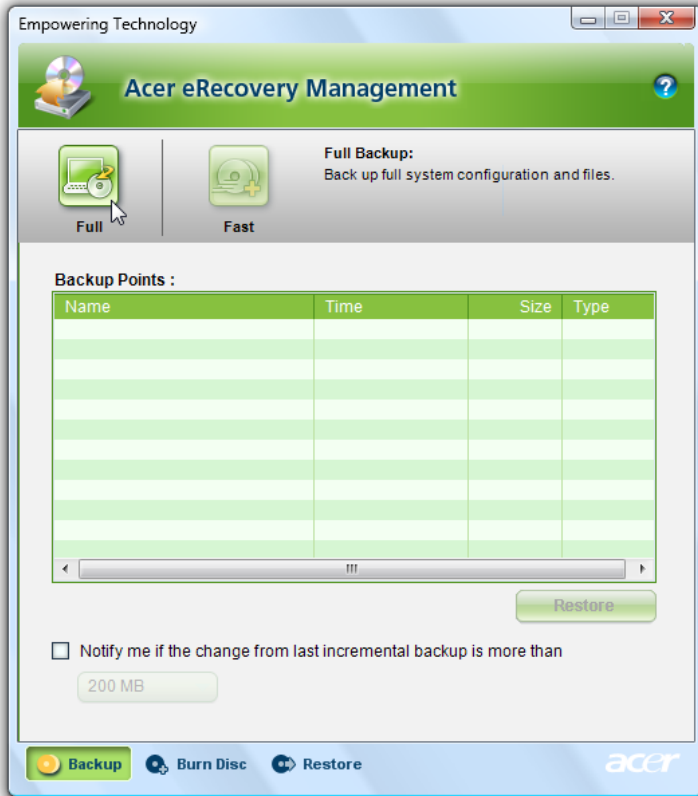 Empowering Technology
Acer eRecovery Management
?
Full Backup:
Back up full system configuration and files.
Full
Fast
Backup Points :
Name Time Size Type
Restore
Notify me if the change from last incremental backup is more than
200 MB
Backup Burn Disc Restore
acer